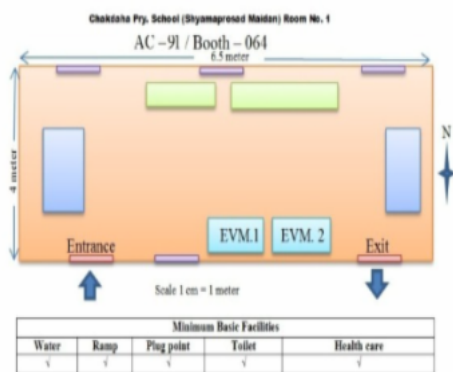 Chakdaha Pry. School (Shyamaprosad Maidan) Room No. 1
AC –91 / Booth – 064
6.5 meter
4 meter
N
EVM.1 EVM. 2
Entrance Exit
Scale 1 cm = 1 meter
Minimum Basic Facilities
Water Ramp Plug point Toilet Health care
√ √ √ √ √